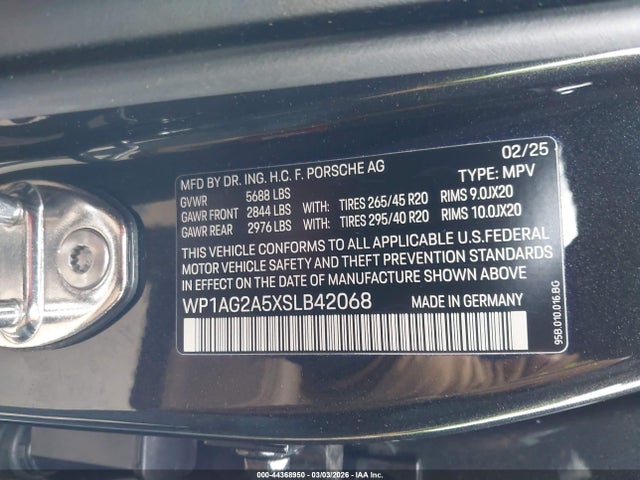 02/25
MFD BY DR. ING. H.C. F. PORSCHE AG TYPE: MPV
GVWR 5688 LBS
GAWR FRONT 2844 LBS WITH: TIRES 265/45 R20 RIMS 9.0JX20
GAWR REAR 2976 LBS WITH: TIRES 295/40 R20 RIMS 10.0JX20
THIS VEHICLE CONFORMS TO ALL APPLICABLE U.S.FEDERAL
MOTOR VEHICLE SAFETY AND THEFT PREVENTION STANDARDS
IN EFFECT ON THE DATE OF MANUFACTURE SHOWN ABOVE
WP1AG2A5XSLB42068 MADE IN GERMANY
95B.010.016.BG
000-44368950 | 03/03/2026 | IAA Inc.